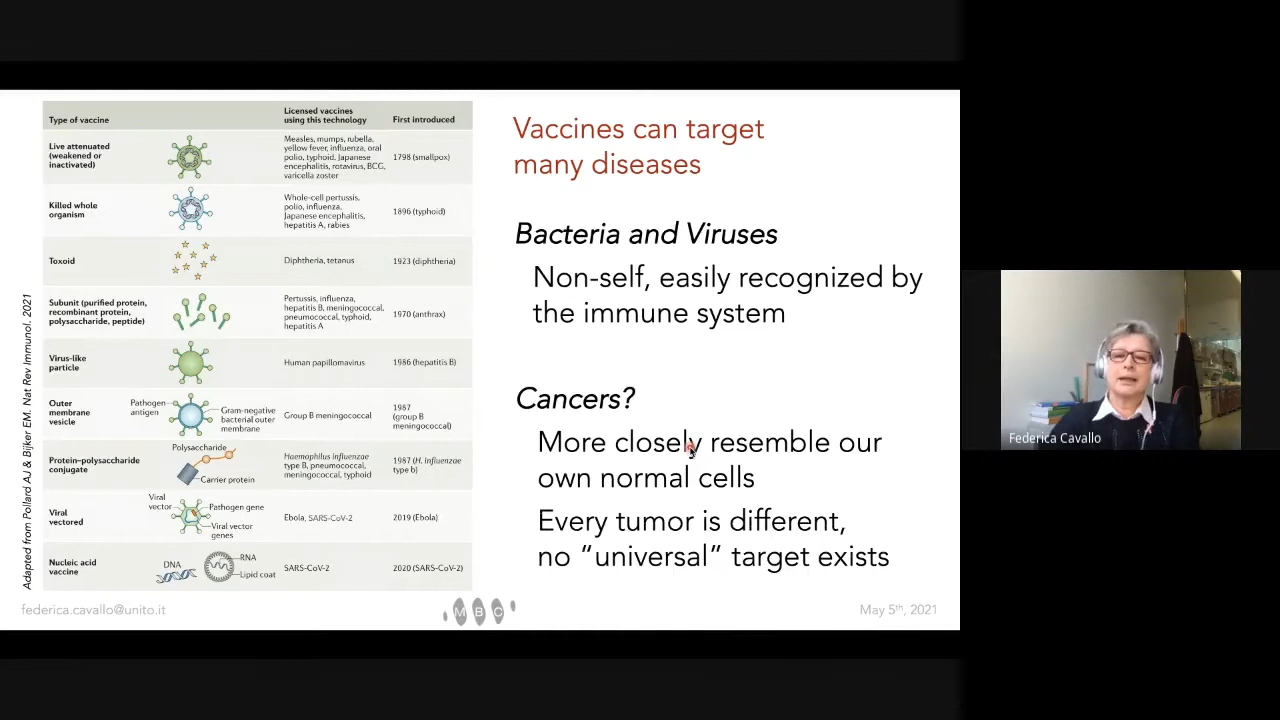 Type of vaccine
Licensed vaccines
using this technology
First introduced
Live attenuated
(weakened or
inactivated)
Measles, mumps, rubella,
yellow fever, influenza, oral
polio, typhoid, Japanese
encephalitis, rotavirus, BCG,
varicella zoster
1798 (smallpox)
Killed whole
organism
Whole-cell pertussis,
polio, influenza,
Japanese encephalitis,
hepatitis A, rabies
1896 (typhoid)
Toxoid
Diphtheria, tetanus
1923 (diphtheria)
Subunit (purified protein,
recombinant protein,
polysaccharide, peptide)
Pertussis, influenza,
hepatitis B, meningococcal,
pneumococcal, typhoid,
hepatitis A
1970 (anthrax)
Virus-like
particle
Human papillomavirus
1986 (hepatitis B)
Outer
membrane
vesicle
Pathogen
antigen
Gram-negative
bacterial outer
membrane
Group B meningococcal
1987
(group B
meningococcal)
Protein–polysaccharide
conjugate
Polysaccharide
Carrier protein
Haemophilus influenzae
type B, pneumococcal,
meningococcal, typhoid
1987 (H. influenzae
type b)
Viral
vectored
Viral
vector
Pathogen gene
Viral vector
genes
Ebola, SARS-CoV-2
2019 (Ebola)
Nucleic acid
vaccine
DNA
RNA
Lipid coat
SARS-CoV-2
2020 (SARS-CoV-2)
Adapted from Pollard AJ & Bijker EM. Nat Rev Immunol. 2021
Vaccines can target
many diseases
Bacteria and Viruses
Non-self, easily recognized by
the immune system
Cancers?
More closely resemble our
own normal cells
Every tumor is different,
no “universal” target exists
federica.cavallo@unito.it
MBC
May 5th, 2021
Federica Cavallo